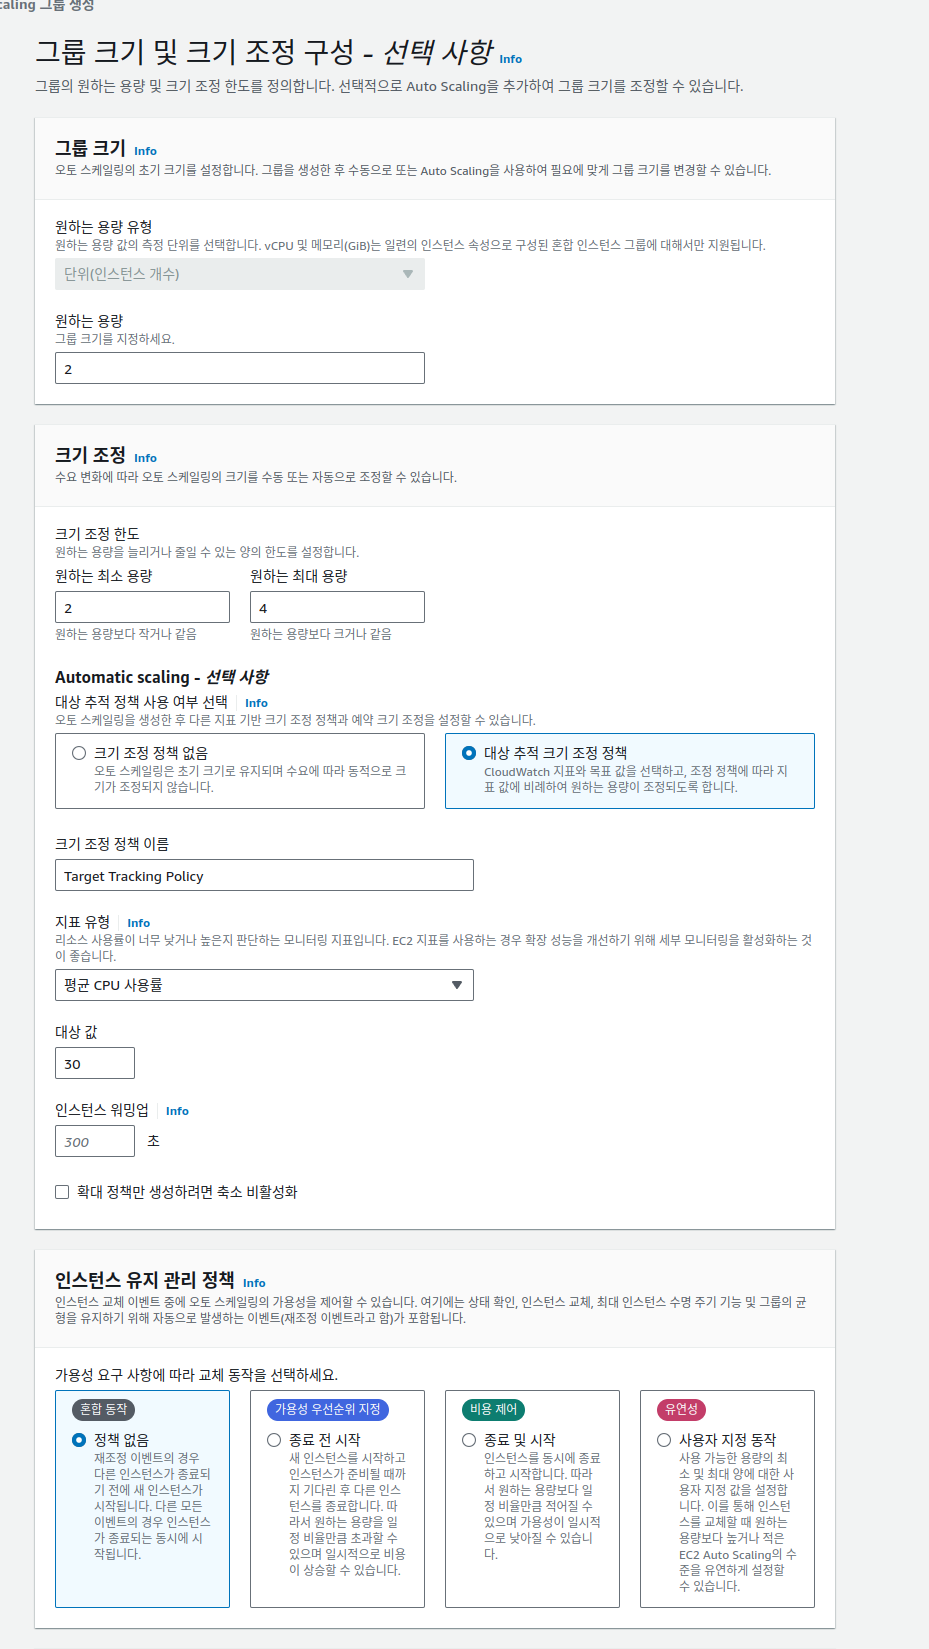 caling 그룹 생성
그룹 크기 및 크기 조정 구성 - 선택 사항 Info
그룹의 원하는 용량 및 크기 조정 한도를 정의합니다. 선택적으로 Auto Scaling을 추가하여 그룹 크기를 조정할 수 있습니다.
그룹 크기 Info
오토 스케일링의 초기 크기를 설정합니다. 그룹을 생성한 후 수동으로 또는 Auto Scaling을 사용하여 필요에 맞게 그룹 크기를 변경할 수 있습니다.
원하는 용량 유형
원하는 용량 값의 측정 단위를 선택합니다. vCPU 및 메모리(GiB)는 일련의 인스턴스 속성으로 구성된 혼합 인스턴스 그룹에 대해서만 지원됩니다.
단위(인스턴스 개수)
원하는 용량
그룹 크기를 지정하세요.
2
크기 조정 Info
수요 변화에 따라 오토 스케일링의 크기를 수동 또는 자동으로 조정할 수 있습니다.
크기 조정 한도
원하는 용량을 늘리거나 줄일 수 있는 양의 한도를 설정합니다.
원하는 최소 용량 원하는 최대 용량
2 4
원하는 용량보다 작거나 같음 원하는 용량보다 크거나 같음
Automatic scaling - 선택 사항
대상 추적 정책 사용 여부 선택 Info
오토 스케일링을 생성한 후 다른 지표 기반 크기 조정 정책과 예약 크기 조정을 설정할 수 있습니다.
크기 조정 정책 없음
오토 스케일링은 초기 크기로 유지되며 수요에 따라 동적으로 크
기가 조정되지 않습니다.
대상 추적 크기 조정 정책
CloudWatch 지표와 목표 값을 선택하고, 조정 정책에 따라 지
표 값에 비례하여 원하는 용량이 조정되도록 합니다.
크기 조정 정책 이름
Target Tracking Policy
지표 유형 Info
리소스 사용률이 너무 낮거나 높은지 판단하는 모니터링 지표입니다. EC2 지표를 사용하는 경우 확장 성능을 개선하기 위해 세부 모니터링을 활성화하는 것
이 좋습니다.
평균 CPU 사용률
대상 값
30
인스턴스 워밍업 Info
300 초
확대 정책만 생성하려면 축소 비활성화
인스턴스 유지 관리 정책 Info
인스턴스 교체 이벤트 중에 오토 스케일링의 가용성을 제어할 수 있습니다. 여기에는 상태 확인, 인스턴스 교체, 최대 인스턴스 수명 주기 기능 및 그룹의 균
형을 유지하기 위해 자동으로 발생하는 이벤트(재조정 이벤트라고 함)가 포함됩니다.
가용성 요구 사항에 따라 교체 동작을 선택하세요.
혼합 동작
정책 없음
재조정 이벤트의 경우
다른 인스턴스가 종료되
기 전에 새 인스턴스가
시작됩니다. 다른 모든
이벤트의 경우 인스턴스
가 종료되는 동시에 시
작됩니다.
가용성 우선순위 지정
종료 전 시작
새 인스턴스를 시작하고
인스턴스가 준비될 때까
지 기다린 후 다른 인스
턴스를 종료합니다. 따
라서 원하는 용량을 일
정 비율만큼 초과할 수
있으며 일시적으로 비용
이 상승할 수 있습니다.
비용 제어
종료 및 시작
인스턴스를 동시에 종료
하고 시작합니다. 따라
서 원하는 용량보다 일
정 비율만큼 적어질 수
있으며 가용성이 일시적
으로 낮아질 수 있습니
다.
유연성
사용자 지정 동작
사용 가능한 용량의 최
소 및 최대 양에 대한 사
용자 지정 값을 설정합
니다. 이를 통해 인스턴
스를 교체할 때 원하는
용량보다 높거나 적은
EC2 Auto Scaling의 수
준을 유연하게 설정할
수 있습니다.